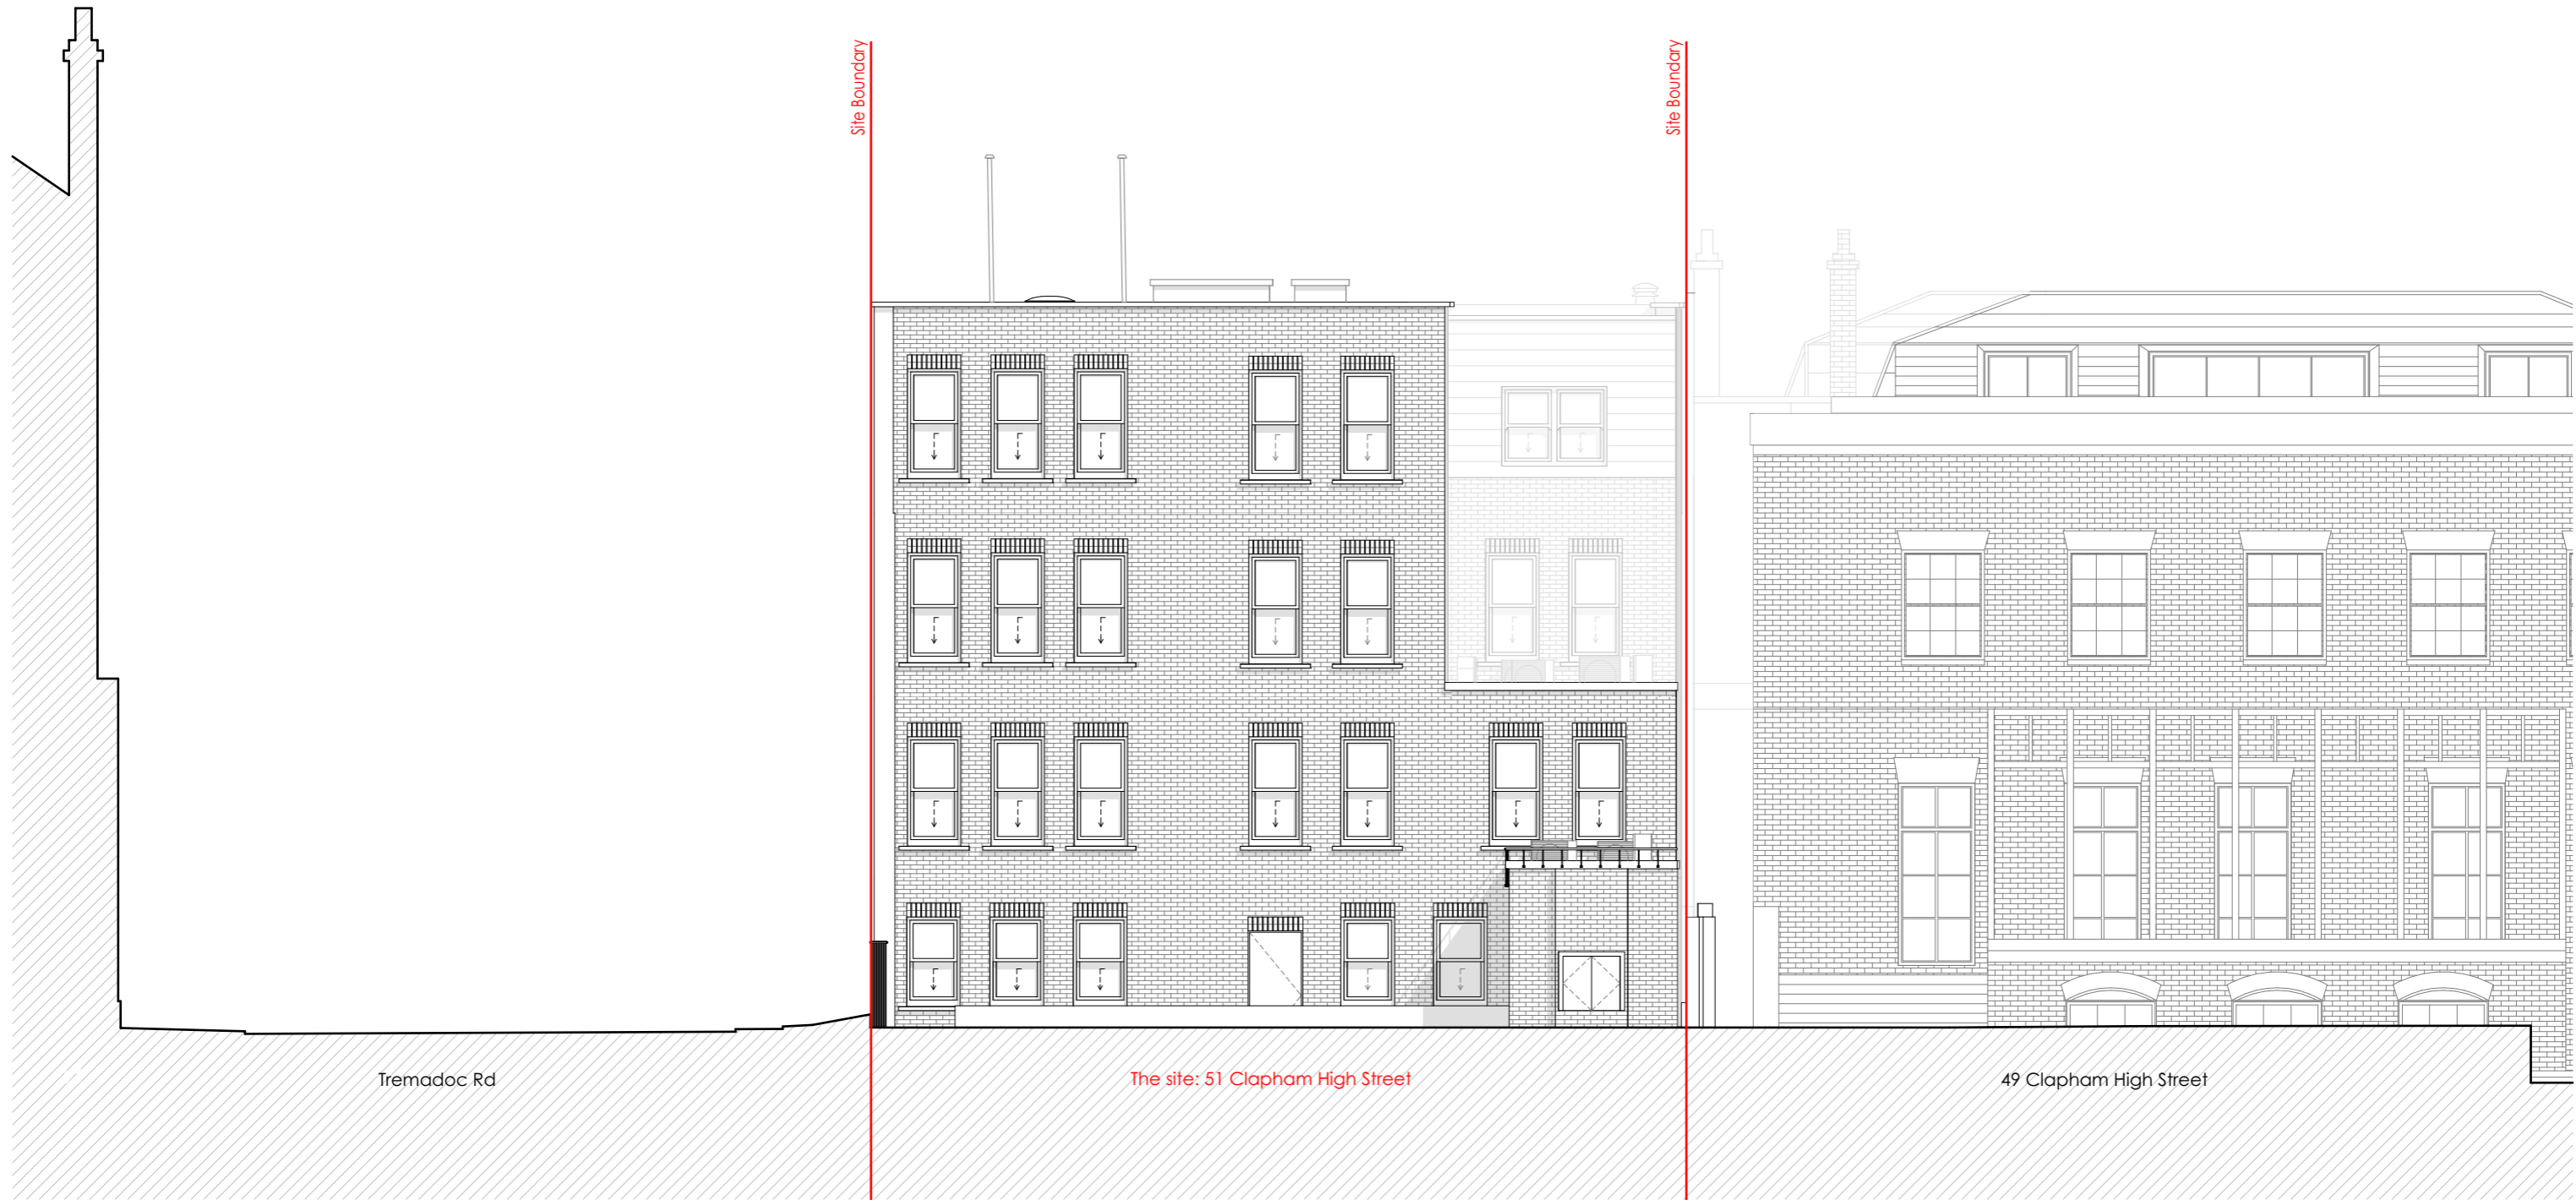 Site Boundary
Site Boundary
Tremadoc Rd
The site: 51 Clapham High Street
49 Clapham High Street